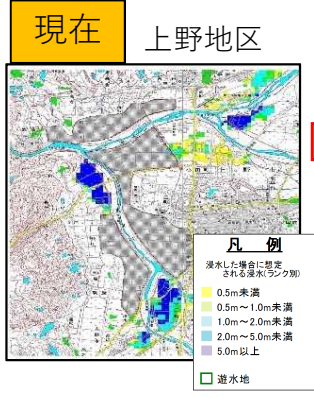 現在
上野地区
凡 例
浸水した場合に想定
される浸水(ランク別)
0.5m未満
0.5m~1.0m未満
1.0m~2.0m未満
2.0m~5.0m未満
5.0m以上
遊水地